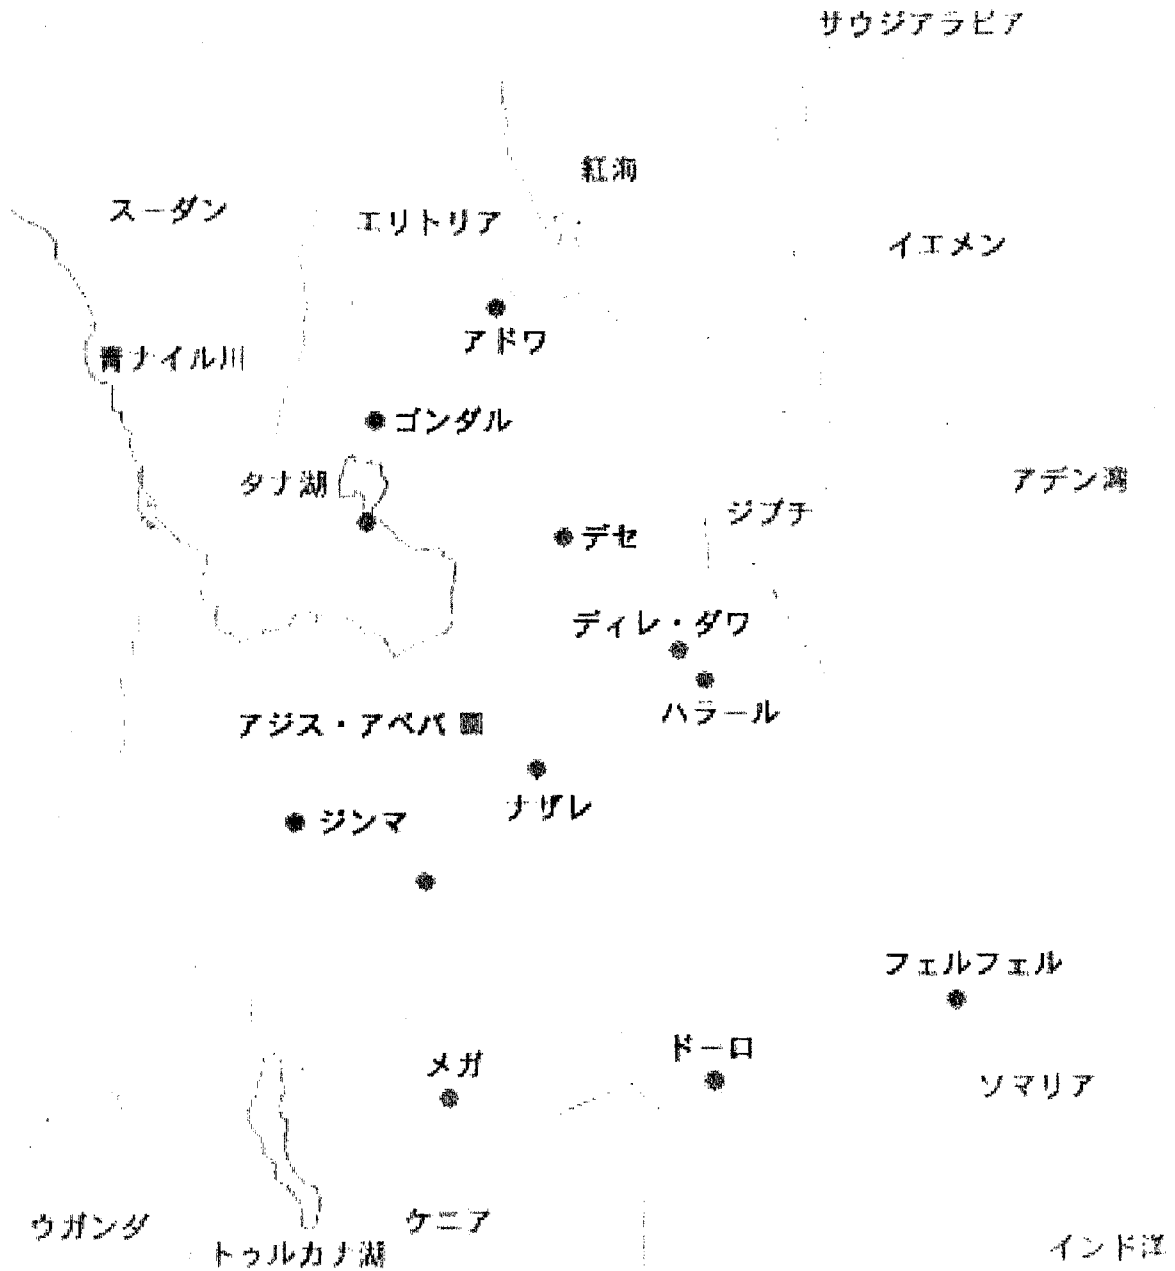 サウジアラビア
紅海
スーダン
エリトリア
イエメン
アドワ
青ナイル川
ゴンダル
タナ湖
アデン湾
ジブチ
デセ
ディレ・ダワ
ハラール
アジス・アベバ
ナザレ
ジンマ
フェルフェル
ドーロ
メガ
ソマリア
ウガンダ
ケニア
トゥルカナ湖
インド洋